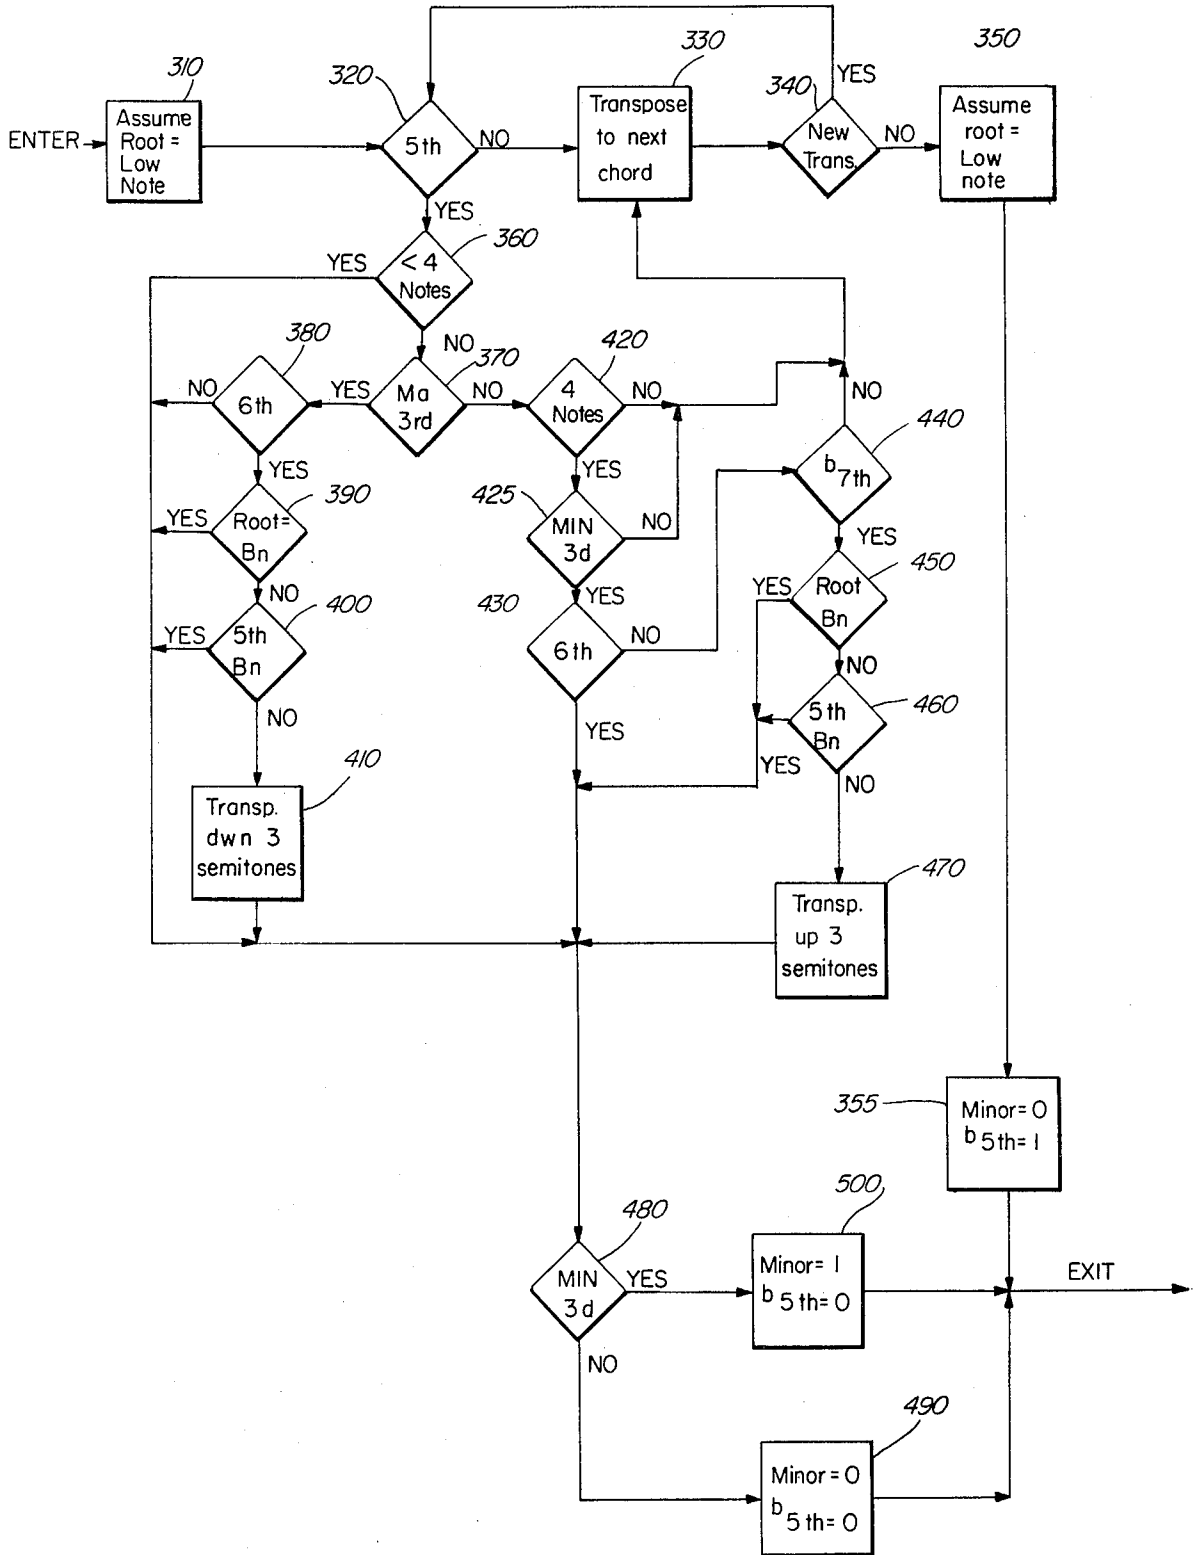 310
Assume
Root =
Low
Note
ENTER
320
5th
NO
YES
330
Transpose
to next
chord
340
New
Trans.
YES
NO
350
Assume
root =
Low
note
360
< 4
Notes
YES
NO
370
Ma
3rd
YES
NO
380
6th
NO
YES
390
Root=
Bn
YES
NO
400
5th
Bn
YES
NO
410
Transp.
dwn 3
semitones
420
4
Notes
NO
YES
425
MIN
3d
NO
YES
430
6th
NO
YES
440
b 7th
NO
YES
450
Root
Bn
YES
NO
460
5th
Bn
YES
NO
470
Transp.
up 3
semitones
355
Minor=0
b 5th=1
480
MIN
3d
YES
NO
500
Minor=1
b 5th=0
EXIT
490
Minor=0
b 5th=0